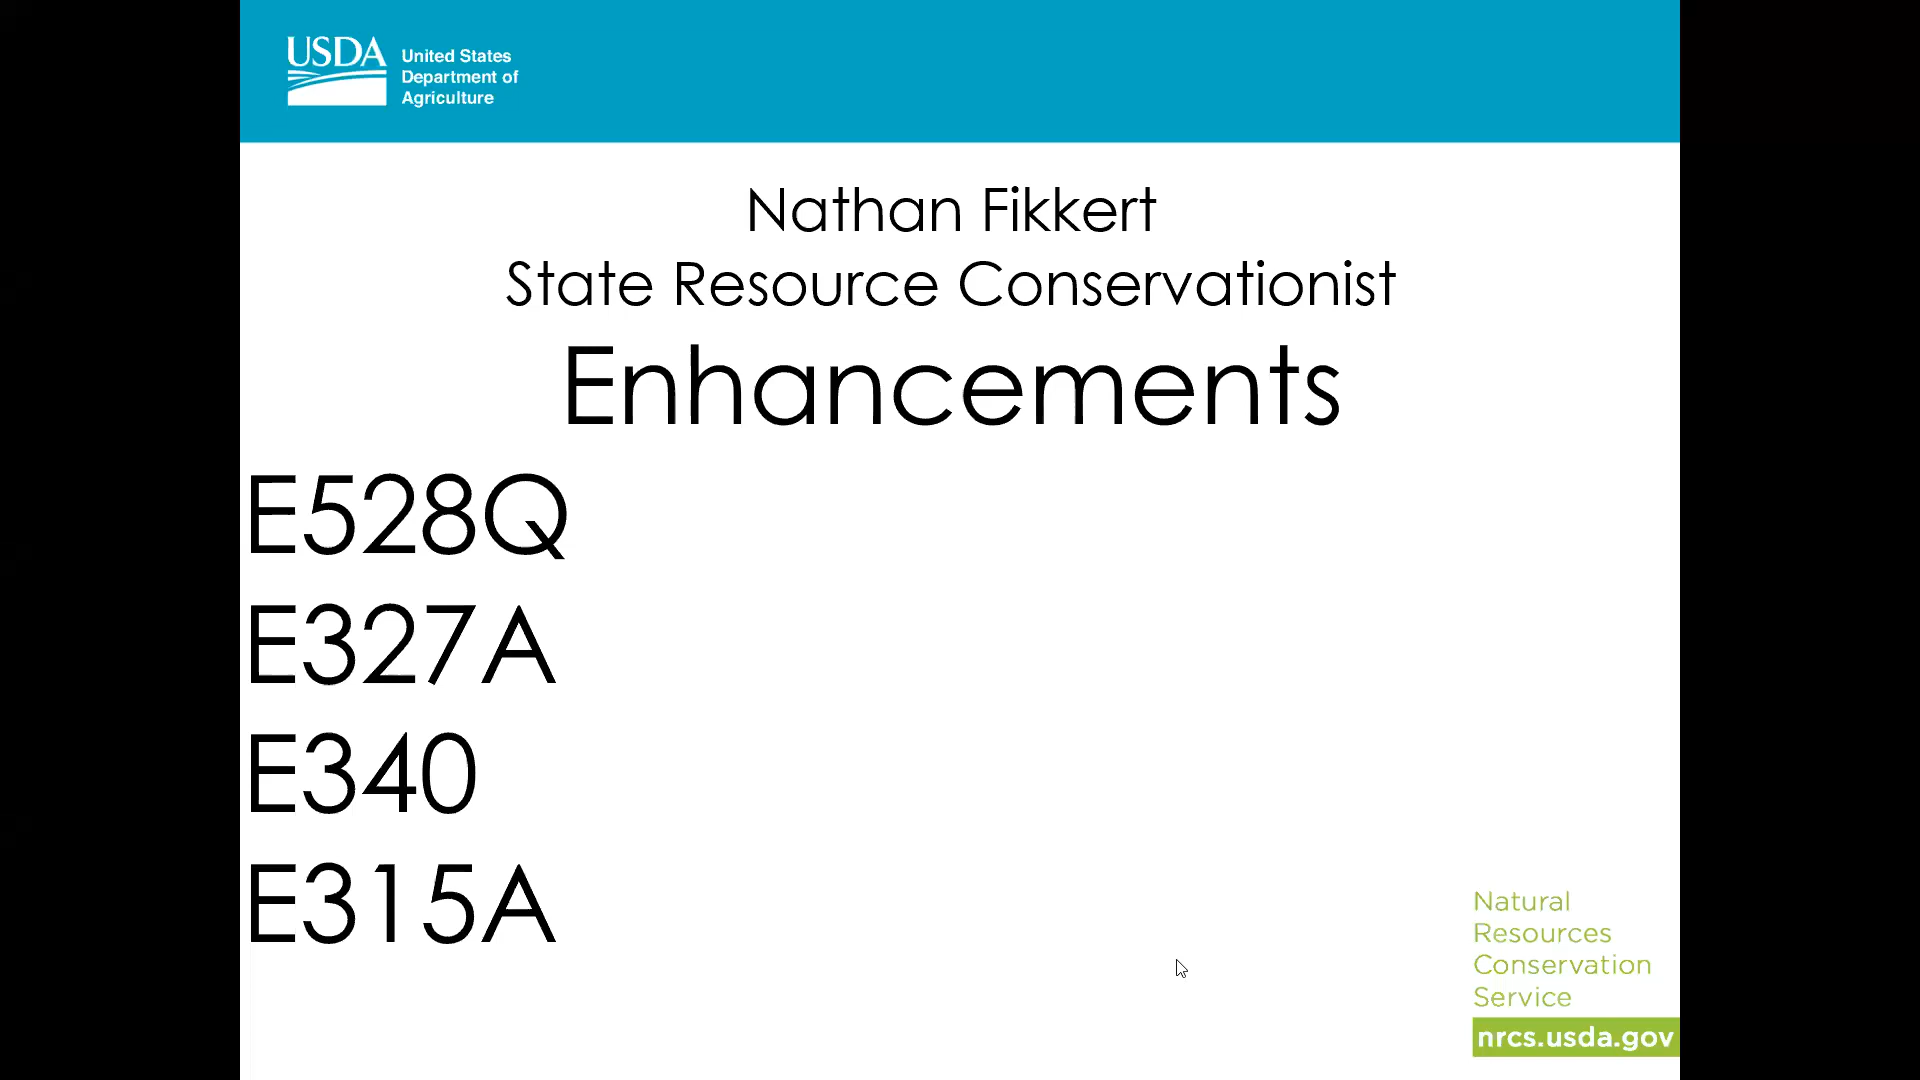 USDA
United States
Department of
Agriculture
Nathan Fikkert
State Resource Conservationist
Enhancements
E528Q
E327A
E340
E315A
Natural
Resources
Conservation
Service
nrcs.usda.gov